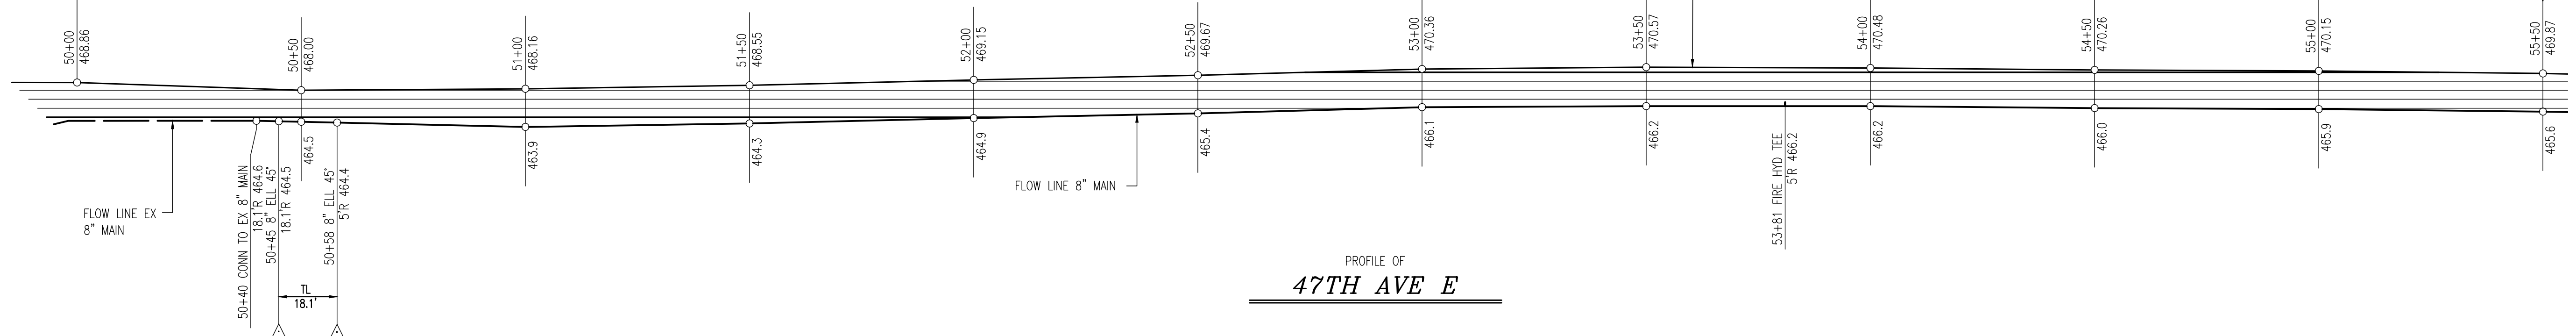 50+00
468.86
50+50
468.00
51+00
468.16
51+50
468.55
52+00
469.15
52+50
469.67
53+00
470.36
53+50
470.57
54+00
470.48
54+50
470.26
55+00
470.15
55+50
469.87
FLOW LINE EX
8" MAIN
50+40 CONN TO EX 8" MAIN
18.1'R 464.6
50+45 8" ELL 45°
18.1'R 464.5
464.5
50+58 8" ELL 45°
5'R 464.4
TL
18.1'
463.9
464.3
464.9
FLOW LINE 8" MAIN
465.4
466.1
466.2
53+81 FIRE HYD TEE
5'R 466.2
466.2
466.0
465.9
465.6
PROFILE OF
47TH AVE E